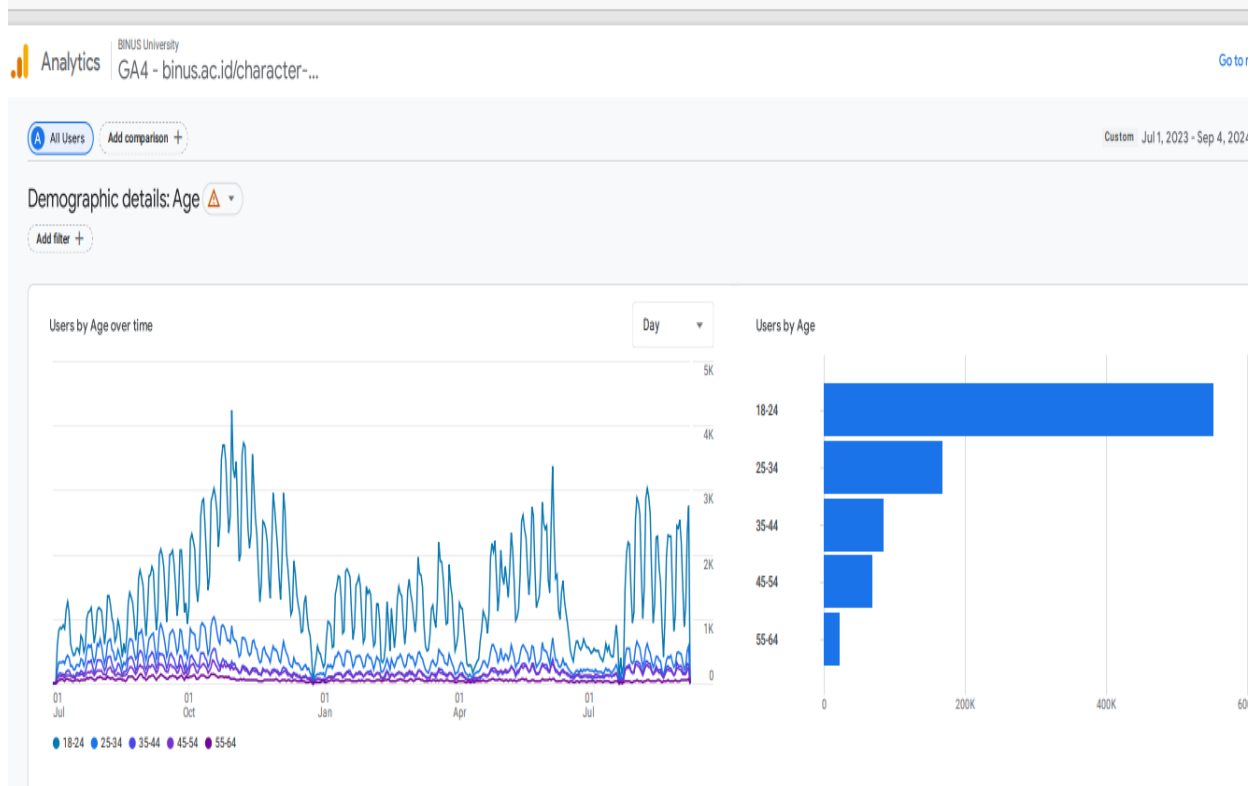 BINUS University
Analytics
GA4 - binus.ac.id/character-...
Go to
A All Users
Add comparison +
Custom Jul 1, 2023 - Sep 4, 2024
Demographic details: Age
Add filter +
Users by Age over time
Day
5K
4K
3K
2K
1K
0
01 Jul
01 Oct
01 Jan
01 Apr
01 Jul
18-24 25-34 35-44 45-54 55-64
Users by Age
18-24
25-34
35-44
45-54
55-64
0 200K 400K